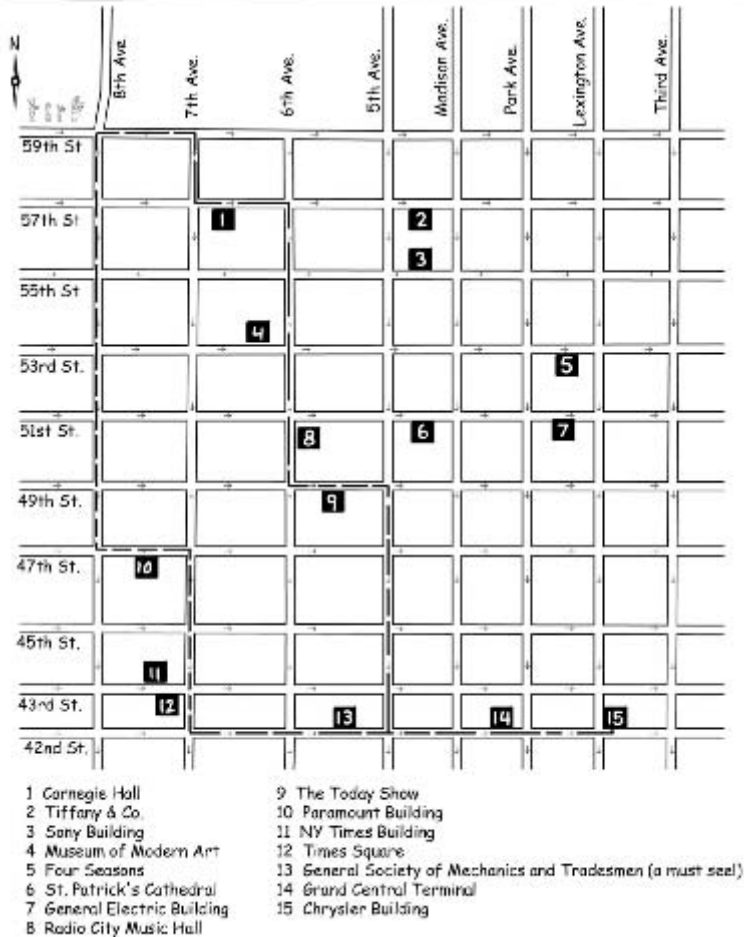 N
8th Ave.
7th Ave.
6th Ave.
5th Ave.
Madison Ave.
Park Ave.
Lexington Ave.
Third Ave.
59th St
57th St
1
2
3
55th St
4
53rd St.
5
51st St.
8
6
7
49th St.
9
47th St.
10
45th St.
11
43rd St.
12
13
14
15
42nd St.
1 Carnegie Hall
2 Tiffany & Co.
3 Sony Building
4 Museum of Modern Art
5 Four Seasons
6 St. Patrick's Cathedral
7 General Electric Building
8 Radio City Music Hall
9 The Today Show
10 Paramount Building
11 NY Times Building
12 Times Square
13 General Society of Mechanics and Tradesmen (a must see!)
14 Grand Central Terminal
15 Chrysler Building